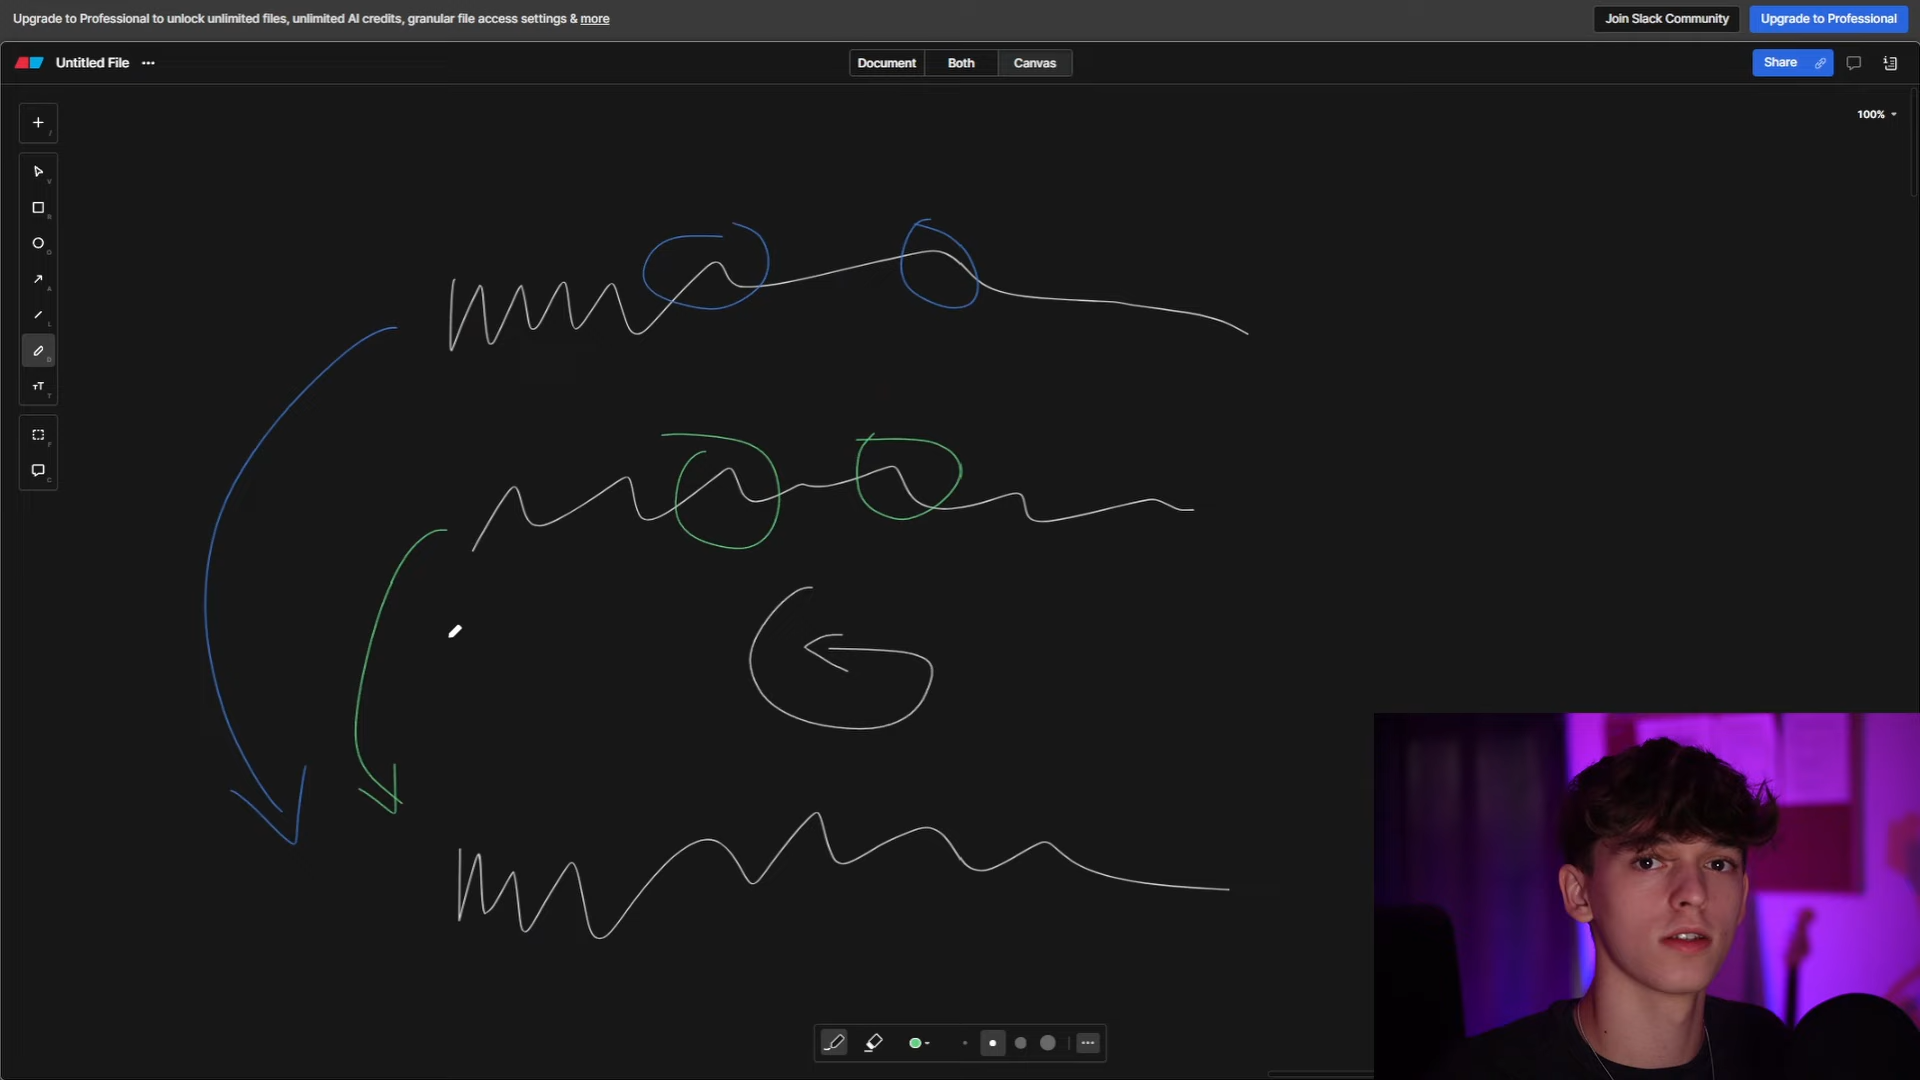 Upgrade to Professional to unlock unlimited files, unlimited AI credits, granular file access settings & more
Join Slack Community
Upgrade to Professional
Untitled File
Document
Both
Canvas
Share
100%
/
V
R
O
A
L
D
T
T
F
C